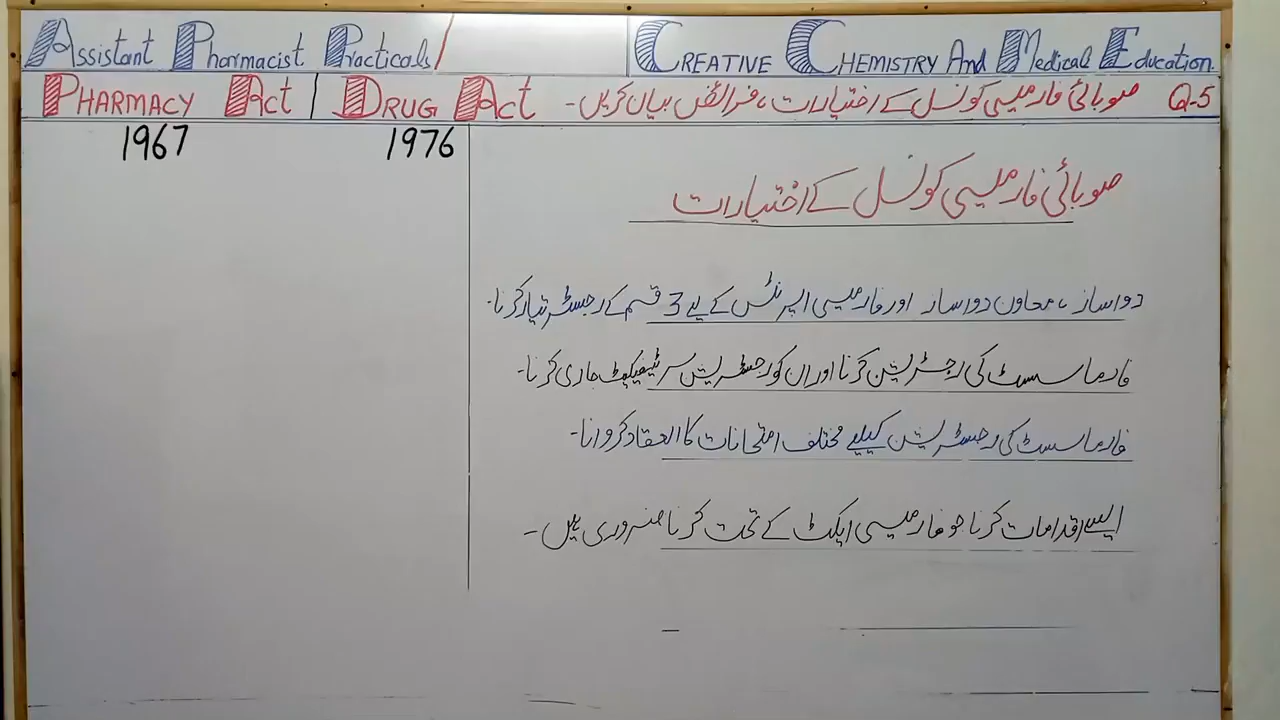 Assistant Pharmacist Practicals/
CREATIVE CHEMISTRY And Medical Education
PHARMACY Act | DRUG Act
Q-5 صوبائی فارمیسی کونسل کے اختیارات، فرائض بیان کریں۔
1967 1976
صوبائی فارمیسی کونسل کے اختیارات
دواساز، معاون دواساز اور فارمیسی اپرنٹس کے لیے 3 قسم کے رجسٹر تیار کرنا۔
فارماسسٹ کی رجسٹریشن کرنا اور ان کو رجسٹریشن سرٹیفیکیٹ جاری کرنا۔
فارماسسٹ کی رجسٹریشن کیلیے مختلف امتحانات کا انعقاد کروانا۔
ایسے اقدامات کرنا جو فارمیسی ایکٹ کے تحت کرنا ضروری ہیں۔